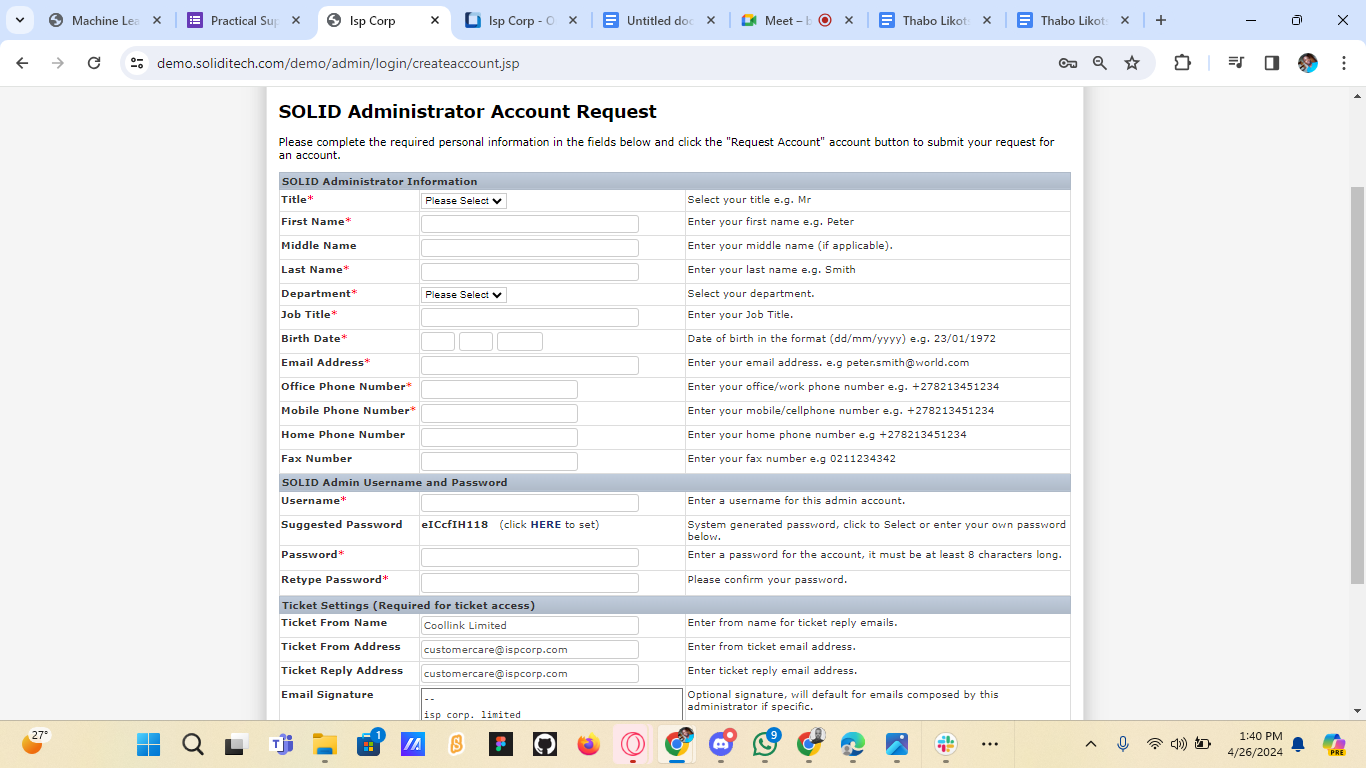 Machine Lea
Practical Sup
Isp Corp
Isp Corp - O
Untitled doc
Meet – b
Thabo Likots
Thabo Likots
demo.soliditech.com/demo/admin/login/createaccount.jsp
SOLID Administrator Account Request
Please complete the required personal information in the fields below and click the "Request Account" account button to submit your request for
an account.
SOLID Administrator Information
Title* Please Select Select your title e.g. Mr
First Name* Enter your first name e.g. Peter
Middle Name Enter your middle name (if applicable).
Last Name* Enter your last name e.g. Smith
Department* Please Select Select your department.
Job Title* Enter your Job Title.
Birth Date* Date of birth in the format (dd/mm/yyyy) e.g. 23/01/1972
Email Address* Enter your email address. e.g peter.smith@world.com
Office Phone Number* Enter your office/work phone number e.g. +278213451234
Mobile Phone Number* Enter your mobile/cellphone number e.g. +278213451234
Home Phone Number Enter your home phone number e.g +278213451234
Fax Number Enter your fax number e.g 0211234342
SOLID Admin Username and Password
Username* Enter a username for this admin account.
Suggested Password eICcfIH118 (click HERE to set) System generated password, click to Select or enter your own password
below.
Password* Enter a password for the account, it must be at least 8 characters long.
Retype Password* Please confirm your password.
Ticket Settings (Required for ticket access)
Ticket From Name Coollink Limited Enter from name for ticket reply emails.
Ticket From Address customercare@ispcorp.com Enter from ticket email address.
Ticket Reply Address customercare@ispcorp.com Enter ticket reply email address.
Email Signature -- Optional signature, will default for emails composed by this
isp corp. limited administrator if specific.
27°
1
9
1:40 PM
4/26/2024
PRE